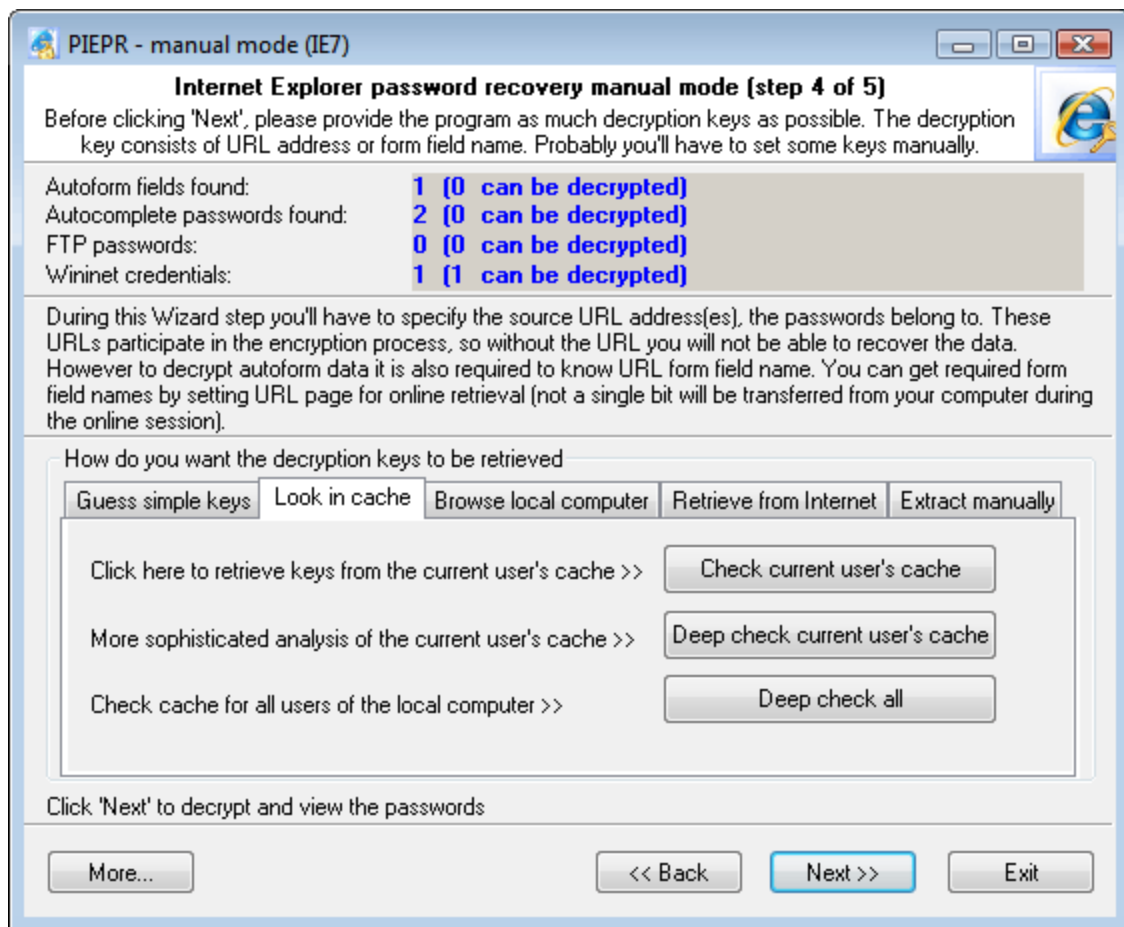 PIEPR - manual mode (IE7)
Internet Explorer password recovery manual mode (step 4 of 5)
Before clicking 'Next', please provide the program as much decryption keys as possible. The decryption
key consists of URL address or form field name. Probably you'll have to set some keys manually.
Autoform fields found: 1 (0 can be decrypted)
Autocomplete passwords found: 2 (0 can be decrypted)
FTP passwords: 0 (0 can be decrypted)
Wininet credentials: 1 (1 can be decrypted)
During this Wizard step you'll have to specify the source URL address(es), the passwords belong to. These
URLs participate in the encryption process, so without the URL you will not be able to recover the data.
However to decrypt autoform data it is also required to know URL form field name. You can get required form
field names by setting URL page for online retrieval (not a single bit will be transferred from your computer during
the online session).
How do you want the decryption keys to be retrieved
Guess simple keys Look in cache Browse local computer Retrieve from Internet Extract manually
Click here to retrieve keys from the current user's cache >> Check current user's cache
More sophisticated analysis of the current user's cache >> Deep check current user's cache
Check cache for all users of the local computer >> Deep check all
Click 'Next' to decrypt and view the passwords
More... << Back Next >> Exit